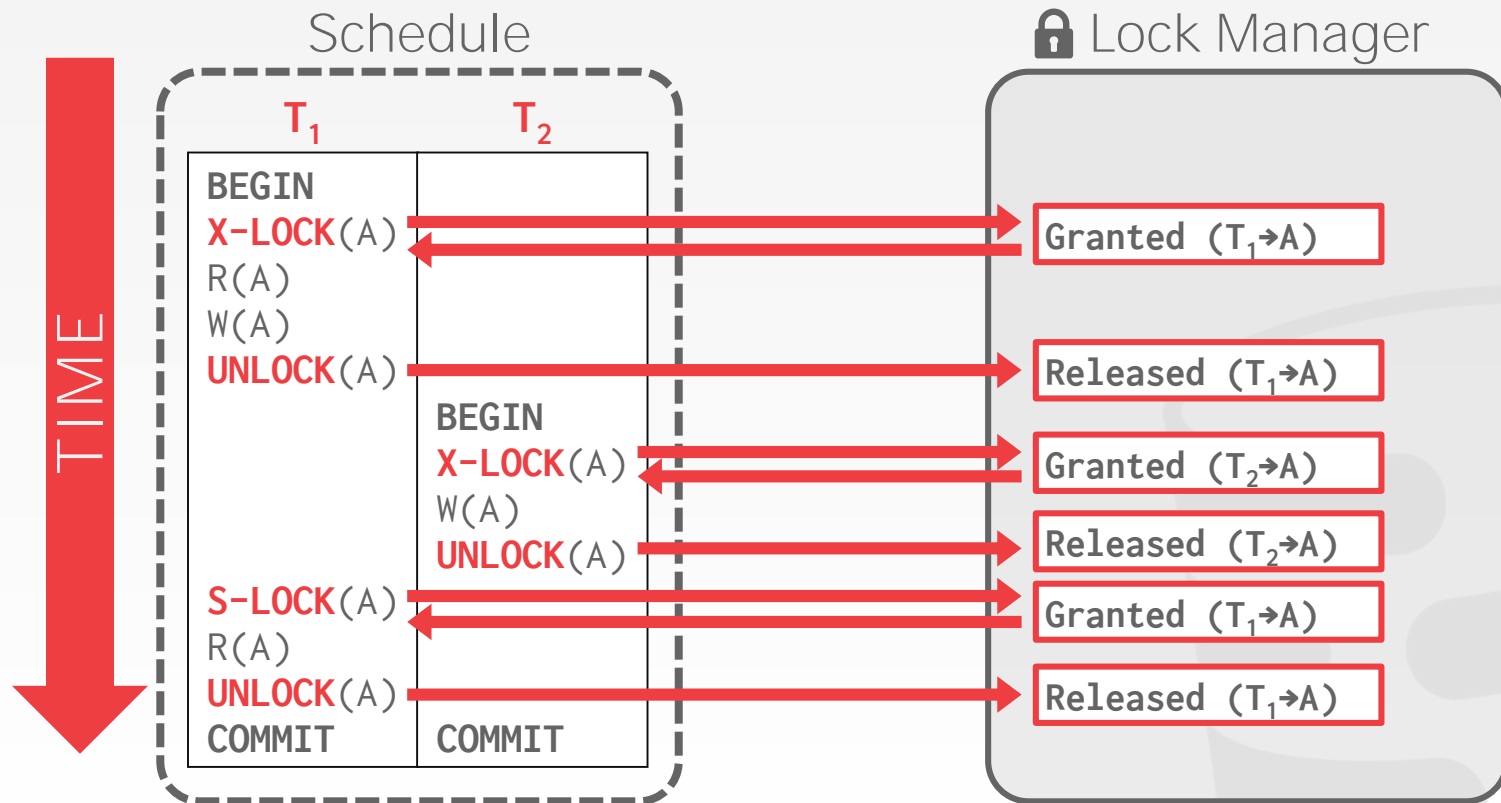 Schedule
Lock Manager
TIME
T₁ T₂
BEGIN
X-LOCK(A)
Granted (T₁→A)
R(A)
W(A)
UNLOCK(A)
Released (T₁→A)
BEGIN
X-LOCK(A)
Granted (T₂→A)
W(A)
UNLOCK(A)
Released (T₂→A)
S-LOCK(A)
Granted (T₁→A)
R(A)
UNLOCK(A)
Released (T₁→A)
COMMIT COMMIT